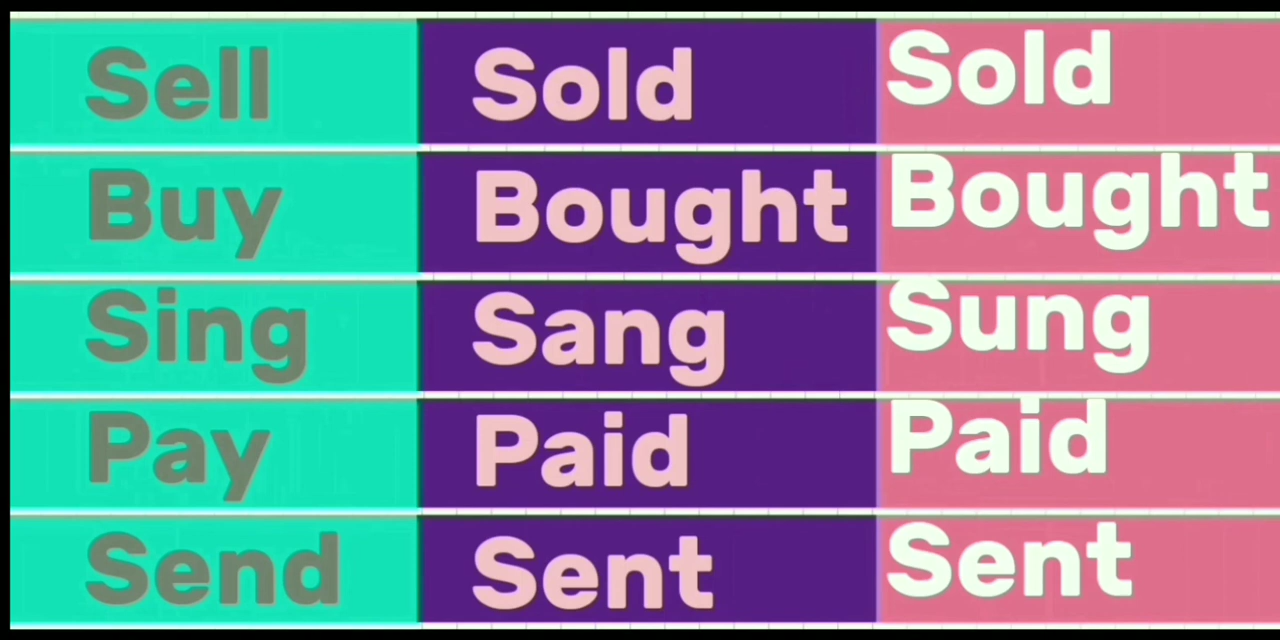 Sell Sold Sold
Buy Bought Bought
Sing Sang Sung
Pay Paid Paid
Send Sent Sent